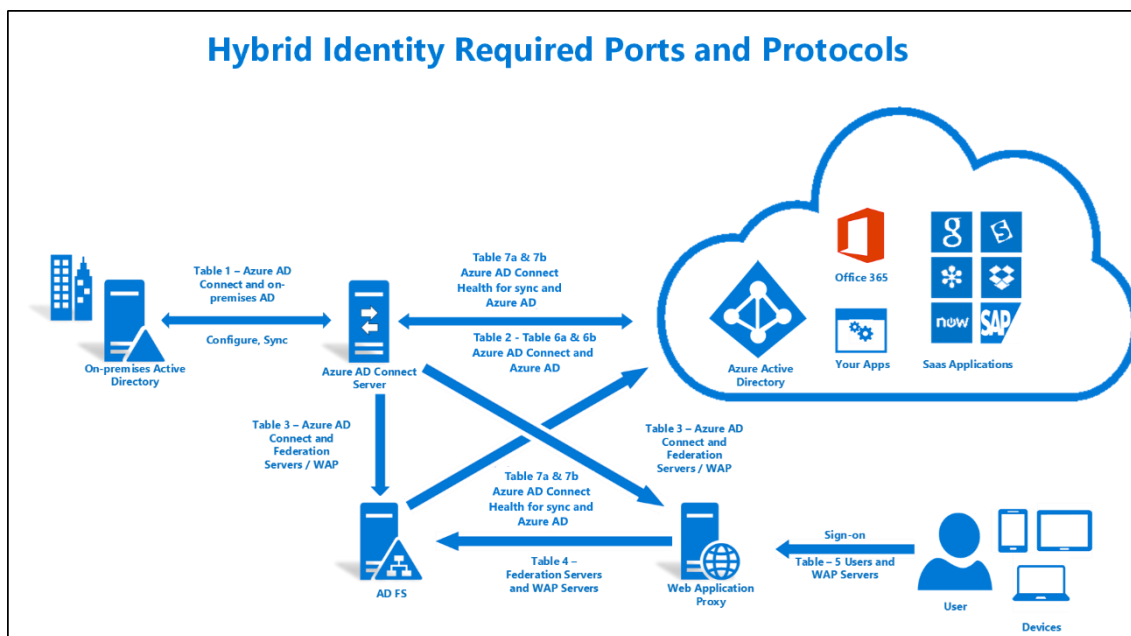 Hybrid Identity Required Ports and Protocols
Table 1 – Azure AD
Connect and on-
premises AD
Configure, Sync
On-premises Active
Directory
Azure AD Connect
Server
Table 7a & 7b
Azure AD Connect
Health for sync and
Azure AD
Table 2 - Table 6a & 6b
Azure AD Connect and
Azure AD
Azure Active
Directory
Office 365
Your Apps
g
S
now
SAP
Saas Applications
Table 3 – Azure AD
Connect and
Federation
Servers / WAP
Table 3 – Azure AD
Connect and
Federation
Servers / WAP
Table 7a & 7b
Azure AD Connect
Health for sync and
Azure AD
Table 4 –
Federation Servers
and WAP Servers
AD FS
Web Application
Proxy
Sign-on
Table – 5 Users and
WAP Servers
User
Devices